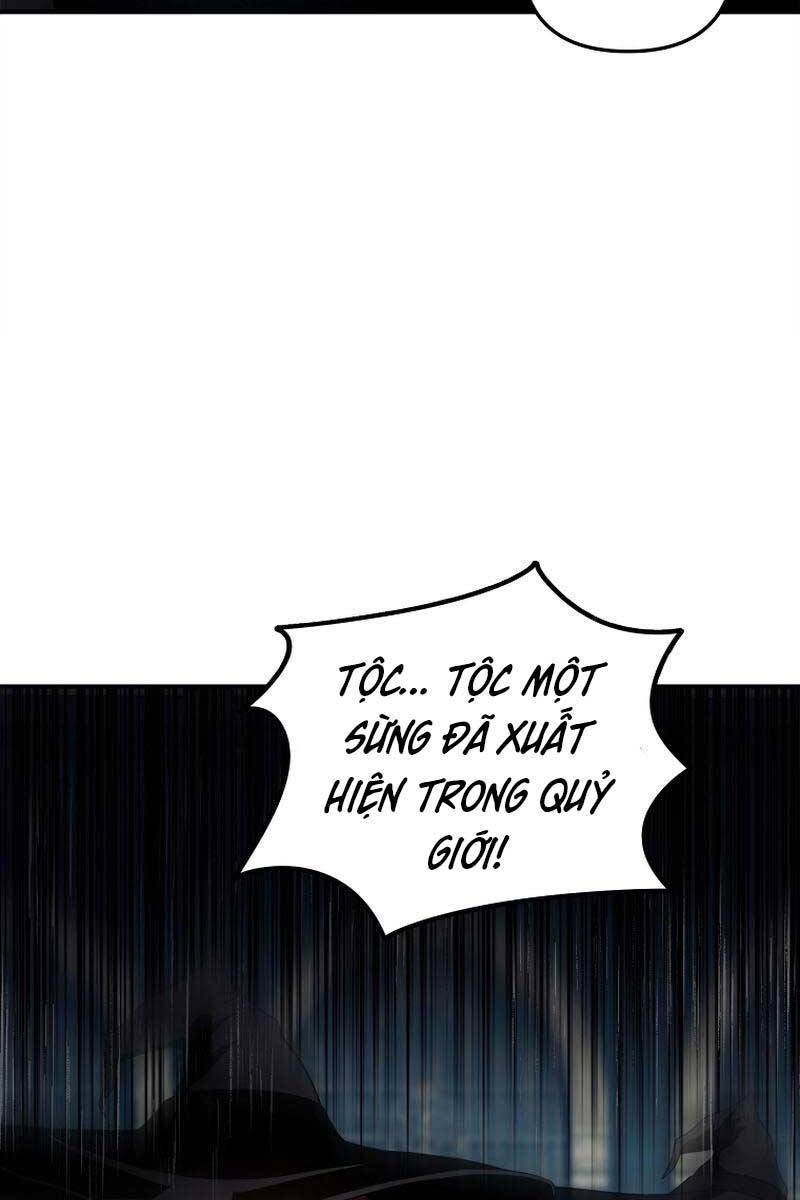 TỘC... TỘC MỘT
SỪNG ĐÃ XUẤT
HIỆN TRONG QUỶ
GIỚI!